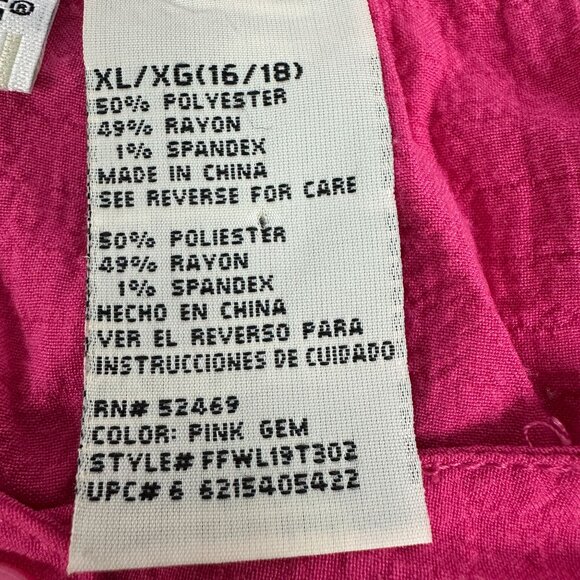 ®
XL/XG(16/18)
50% POLYESTER
49% RAYON
1% SPANDEX
MADE IN CHINA
SEE REVERSE FOR CARE
50% POLIESTER
49% RAYON
1% SPANDEX
HECHO EN CHINA
VER EL REVERSO PARA
INSTRUCCIONES DE CUIDADO
RN# 52469
COLOR: PINK GEM
STYLE# FFWL19T302
UPC# 6 6215405422